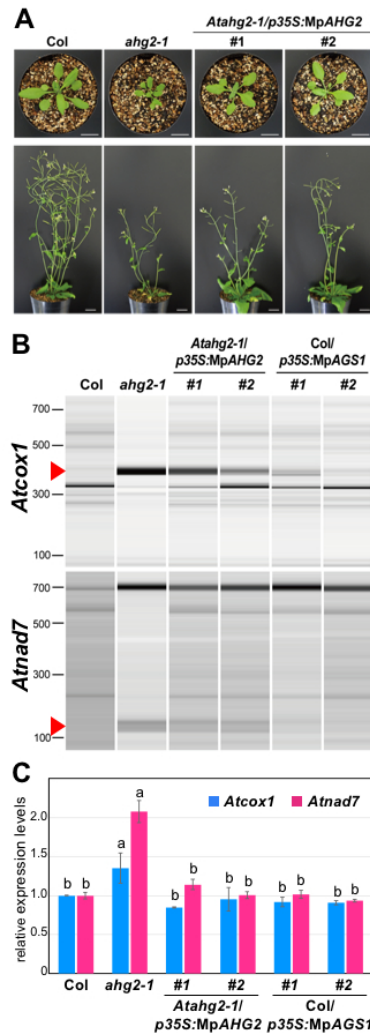 A
Atahg2-1/p35S:MpAHG2
Col
ahg2-1
#1
#2
B
Atahg2-1/
p35S:MpAHG2
Col/
p35S:MpAGS1
Col
ahg2-1
#1
#2
#1
#2
Atcox1
700
500
300
100
Atnad7
700
500
300
100
C
relative expression levels
Atcox1
Atnad7
2.0
1.5
1.0
0.5
0
b b
a
a
b
b
b b
b b
b b
Col
ahg2-1
#1
#2
#1
#2
Atahg2-1/
p35S:MpAHG2
Col/
p35S:MpAGS1